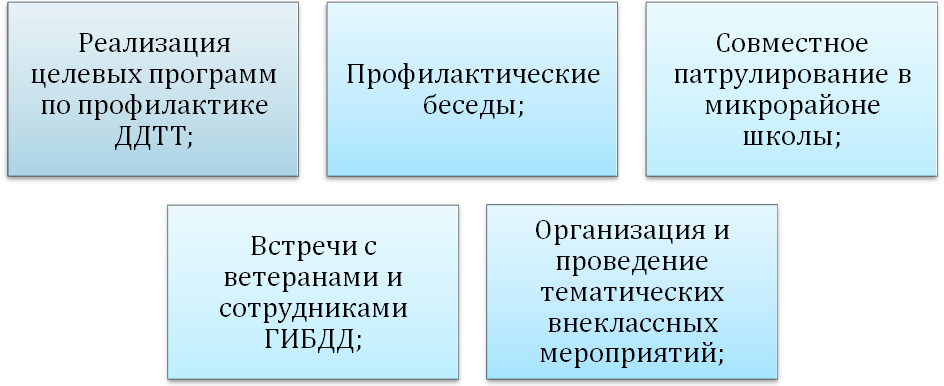 Реализация
целевых программ
по профилактике
ДДТТ;
Профилактические
беседы;
Совместное
патрулирование в
микрорайоне
школы;
Встречи с
ветеранами и
сотрудниками
ГИБДД;
Организация и
проведение
тематических
внеклассных
мероприятий;